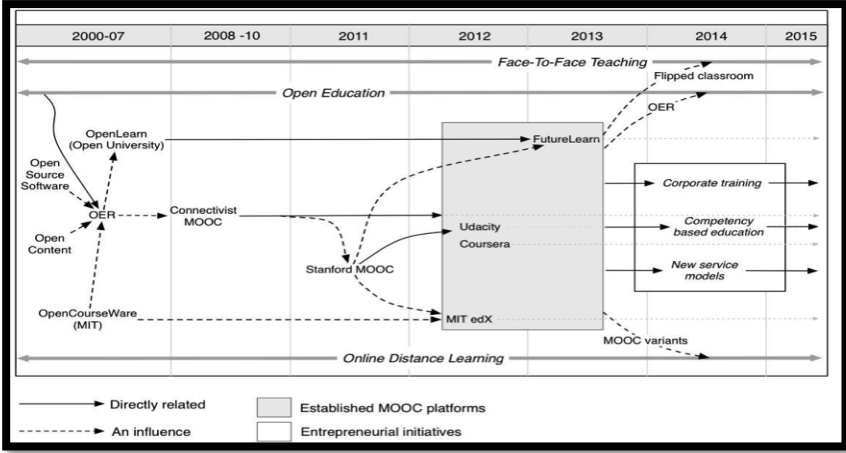 2000-07 2008 -10 2011 2012 2013 2014 2015
Face-To-Face Teaching
Flipped classroom
Open Education
OER
OpenLearn
(Open University)
FutureLearn
Open
Source
Software
Corporate training
OER
Connectivist
MOOC
Udacity
Competency
based education
Open
Content
Coursera
Stanford MOOC
New service
models
OpenCourseWare
(MIT)
MIT edX
MOOC variants
Online Distance Learning
Directly related
Established MOOC platforms
An influence
Entrepreneurial initiatives